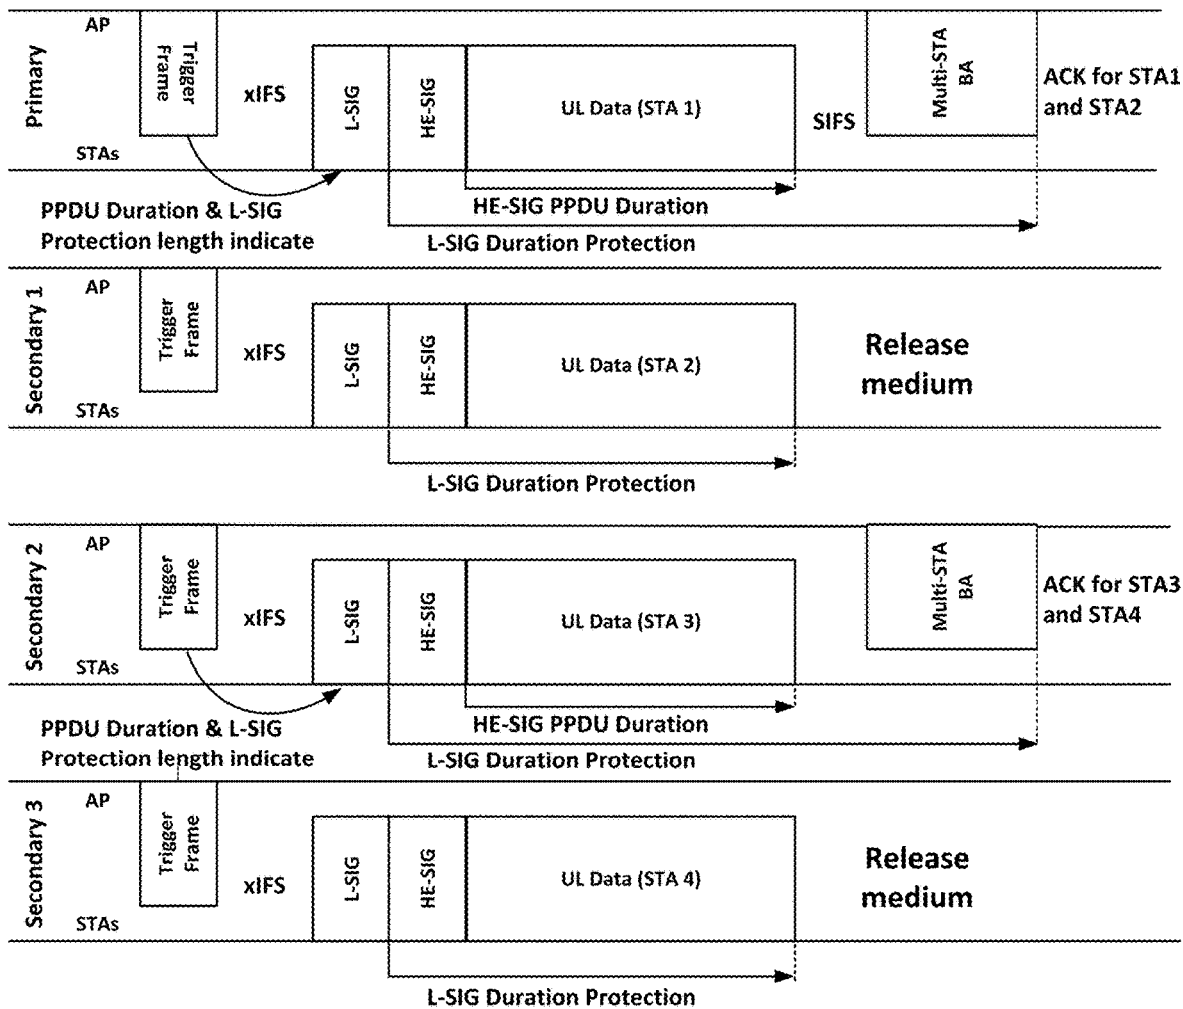 Primary
AP
STAs
Trigger
Frame
xIFS
L-SIG
HE-SIG
UL Data (STA 1)
SIFS
Multi-STA
BA
ACK for STA1
and STA2
PPDU Duration & L-SIG
Protection length indicate
HE-SIG PPDU Duration
L-SIG Duration Protection
Secondary 1
AP
STAs
Trigger
Frame
xIFS
L-SIG
HE-SIG
UL Data (STA 2)
Release
medium
L-SIG Duration Protection
Secondary 2
AP
STAs
Trigger
Frame
xIFS
L-SIG
HE-SIG
UL Data (STA 3)
Multi-STA
BA
ACK for STA3
and STA4
PPDU Duration & L-SIG
Protection length indicate
HE-SIG PPDU Duration
L-SIG Duration Protection
Secondary 3
AP
STAs
Trigger
Frame
xIFS
L-SIG
HE-SIG
UL Data (STA 4)
Release
medium
L-SIG Duration Protection